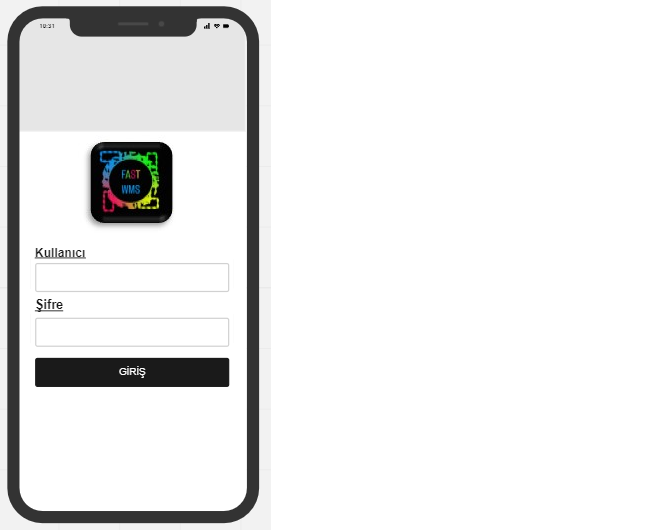 10:31
FAST
WMS
Kullanıcı
Şifre
GİRİŞ